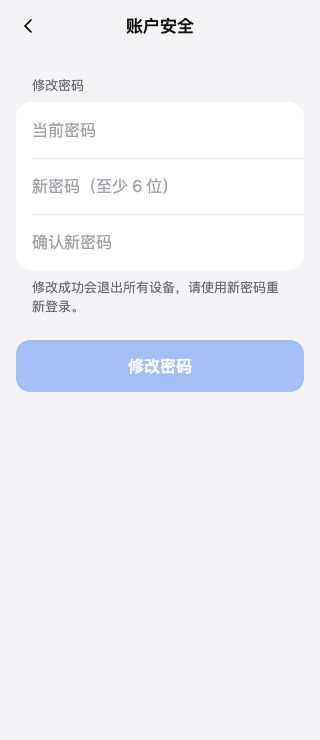 账户安全
修改密码
当前密码
新密码（至少 6 位）
确认新密码
修改成功会退出所有设备，请使用新密码重
新登录。
修改密码